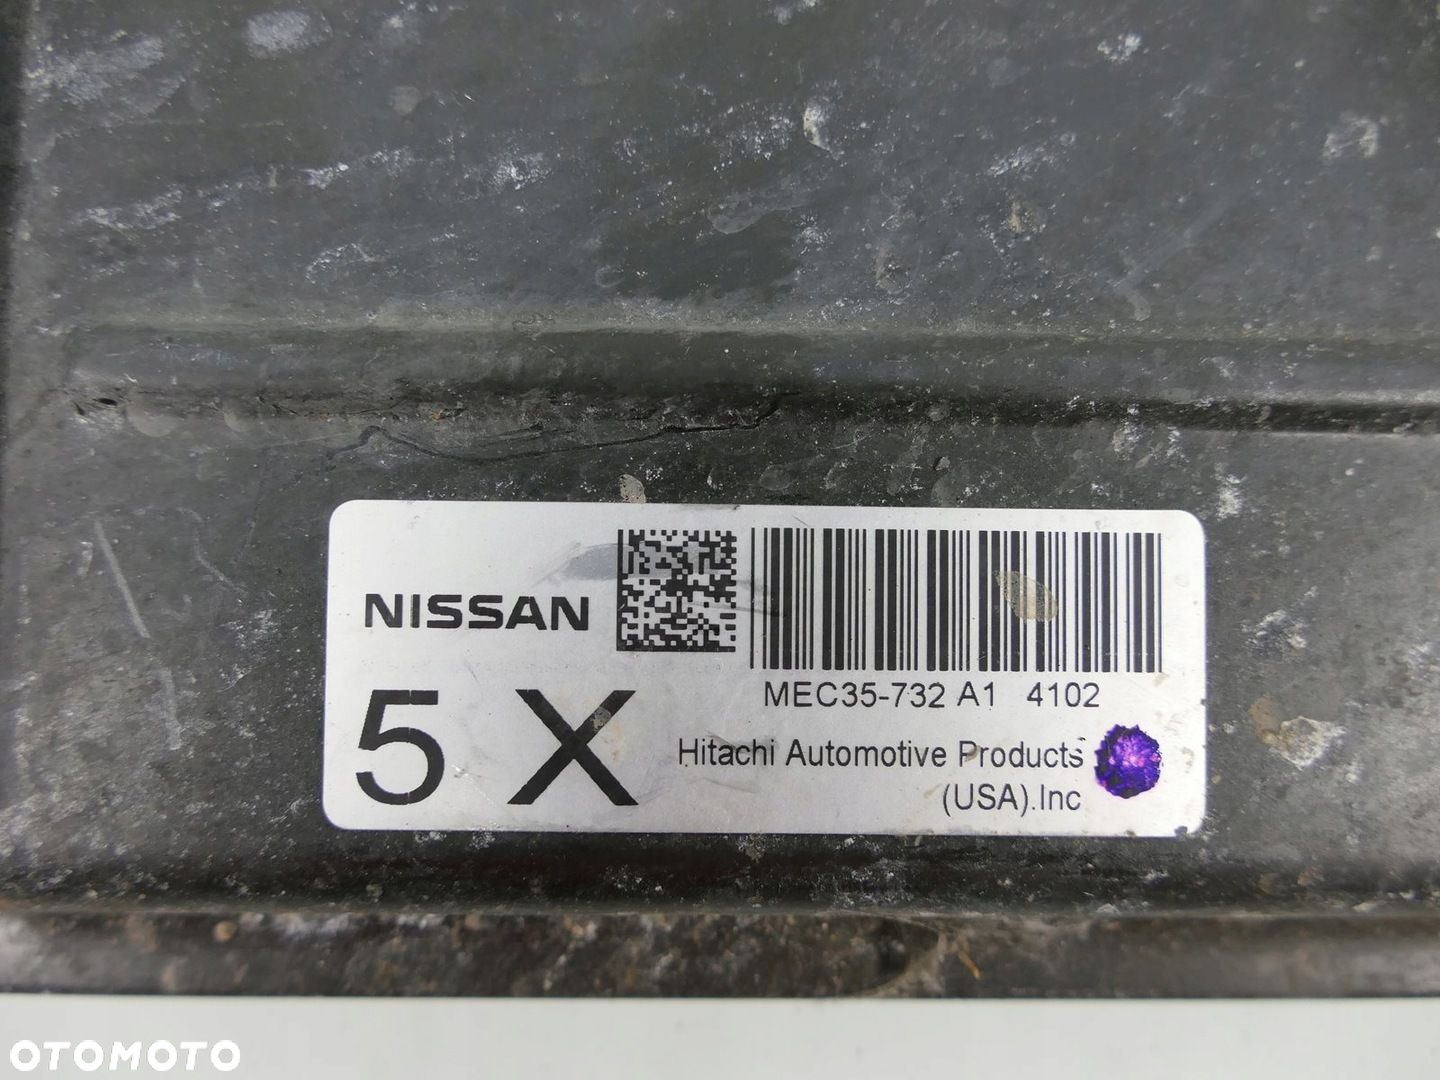 NISSAN
MEC35-732 A1 4102
5 X
Hitachi Automotive Products
(USA).Inc
OTOMOTO